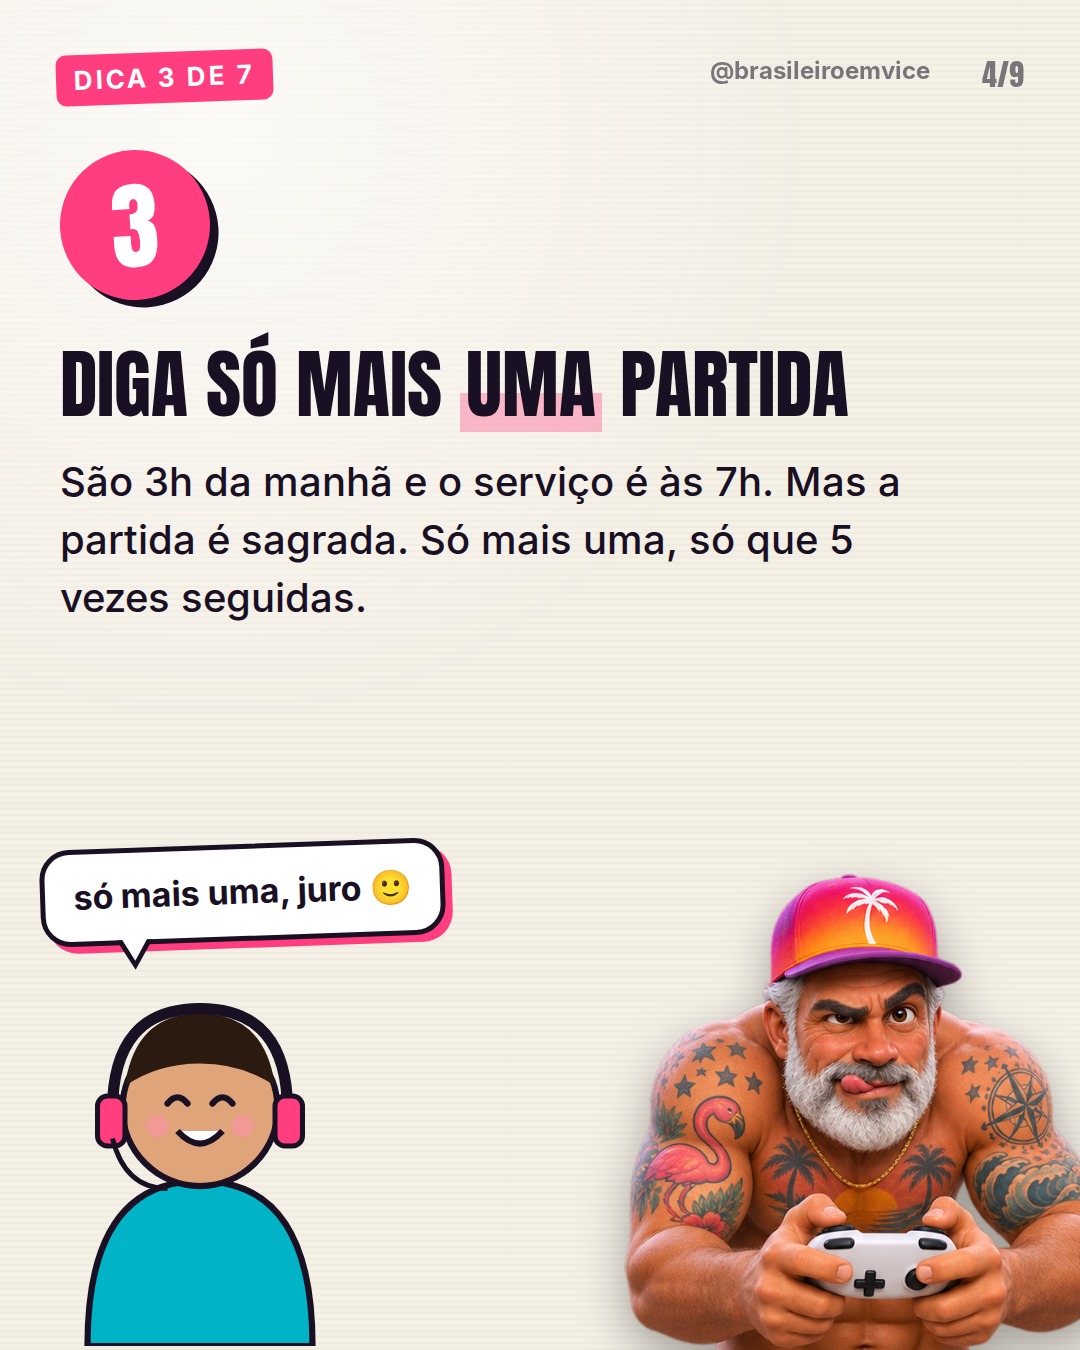 DICA 3 DE 7
@brasileiroemvice
4/9
3
DIGA SÓ MAIS UMA PARTIDA
São 3h da manhã e o serviço é às 7h. Mas a
partida é sagrada. Só mais uma, só que 5
vezes seguidas.
só mais uma, juro 🙂